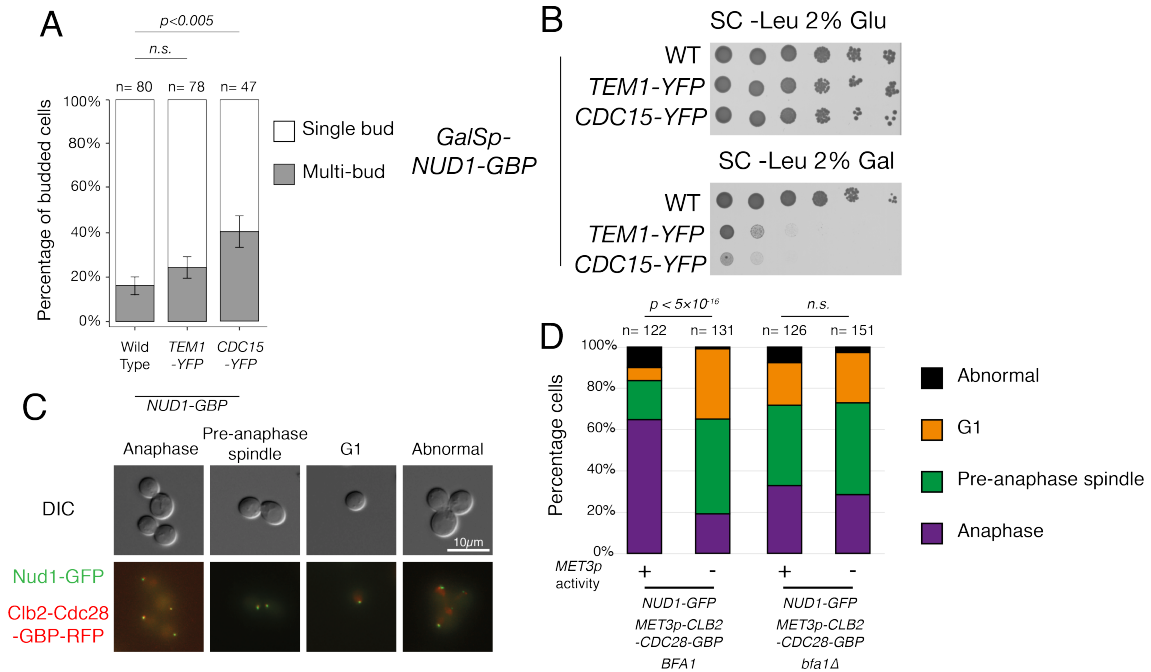 A
p<0.005
n.s.
n= 80 n= 78 n= 47
Percentage of budded cells
100%
80%
60%
40%
20%
0%
Single bud
Multi-bud
Wild Type
TEM1 -YFP
CDC15 -YFP
NUD1-GBP
GalSp-
NUD1-GBP
B
SC -Leu 2% Glu
WT
TEM1-YFP
CDC15-YFP
SC -Leu 2% Gal
WT
TEM1-YFP
CDC15-YFP
C
Anaphase
Pre-anaphase
spindle
G1
Abnormal
DIC
10µm
Nud1-GFP
Clb2-Cdc28
-GBP-RFP
D
p < 5×10-16
n.s.
n= 122 n= 131 n= 126 n= 151
Percentage cells
100%
80%
60%
40%
20%
0%
Abnormal
G1
Pre-anaphase spindle
Anaphase
MET3p
activity
+ - + -
NUD1-GFP
MET3p-CLB2
-CDC28-GBP
BFA1
NUD1-GFP
MET3p-CLB2
-CDC28-GBP
bfa1Δ